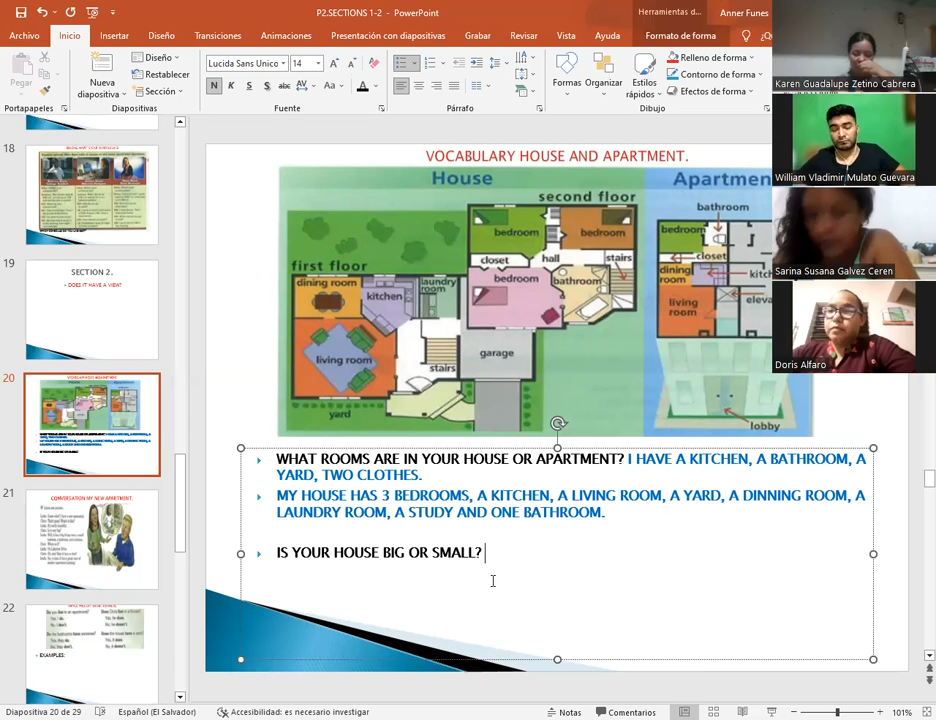 P2.SECTIONS 1-2 - PowerPoint
Herramientas d...
Anner Funes
Archivo
Inicio
Insertar
Diseño
Transiciones
Animaciones
Presentación con diapositivas
Grabar
Revisar
Vista
Ayuda
Formato de forma
Pegar
Portapapeles
Nueva
diapositiva
Diseño
Restablecer
Sección
Diapositivas
Lucida Sans Unico
14
N K S S abc AV Aa A
Fuente
Párrafo
Formas
Organizar
Estilos
rápidos
Relleno de forma
Contorno de forma
Efectos de forma
Dibujo
Karen Guadalupe Zetino Cabrera
William Vladimir Mulato Guevara
Sarina Susana Galvez Ceren
Doris Alfaro
18
19
SECTION 2.
DOES IT HAVE A VIEW?
20
21
CONVERSATION MY NEW APARTMENT.
22
EXAMPLES:
VOCABULARY HOUSE AND APARTMENT.
House
Apartmen
second floor
bedroom
bedroom
closet
hall
stairs
bedroom
bathroom
first floor
dining room
kitchen
laundry
room
living room
stairs
garage
yard
bathroom
bedroom
closet
dining
room
kitc
living
room
eleva
lobby
WHAT ROOMS ARE IN YOUR HOUSE OR APARTMENT? I HAVE A KITCHEN, A BATHROOM, A
YARD, TWO CLOTHES.
MY HOUSE HAS 3 BEDROOMS, A KITCHEN, A LIVING ROOM, A YARD, A DINNING ROOM, A
LAUNDRY ROOM, A STUDY AND ONE BATHROOM.
IS YOUR HOUSE BIG OR SMALL?
Diapositiva 20 de 29
Español (El Salvador)
Accesibilidad: es necesario investigar
Notas
Comentarios
101%